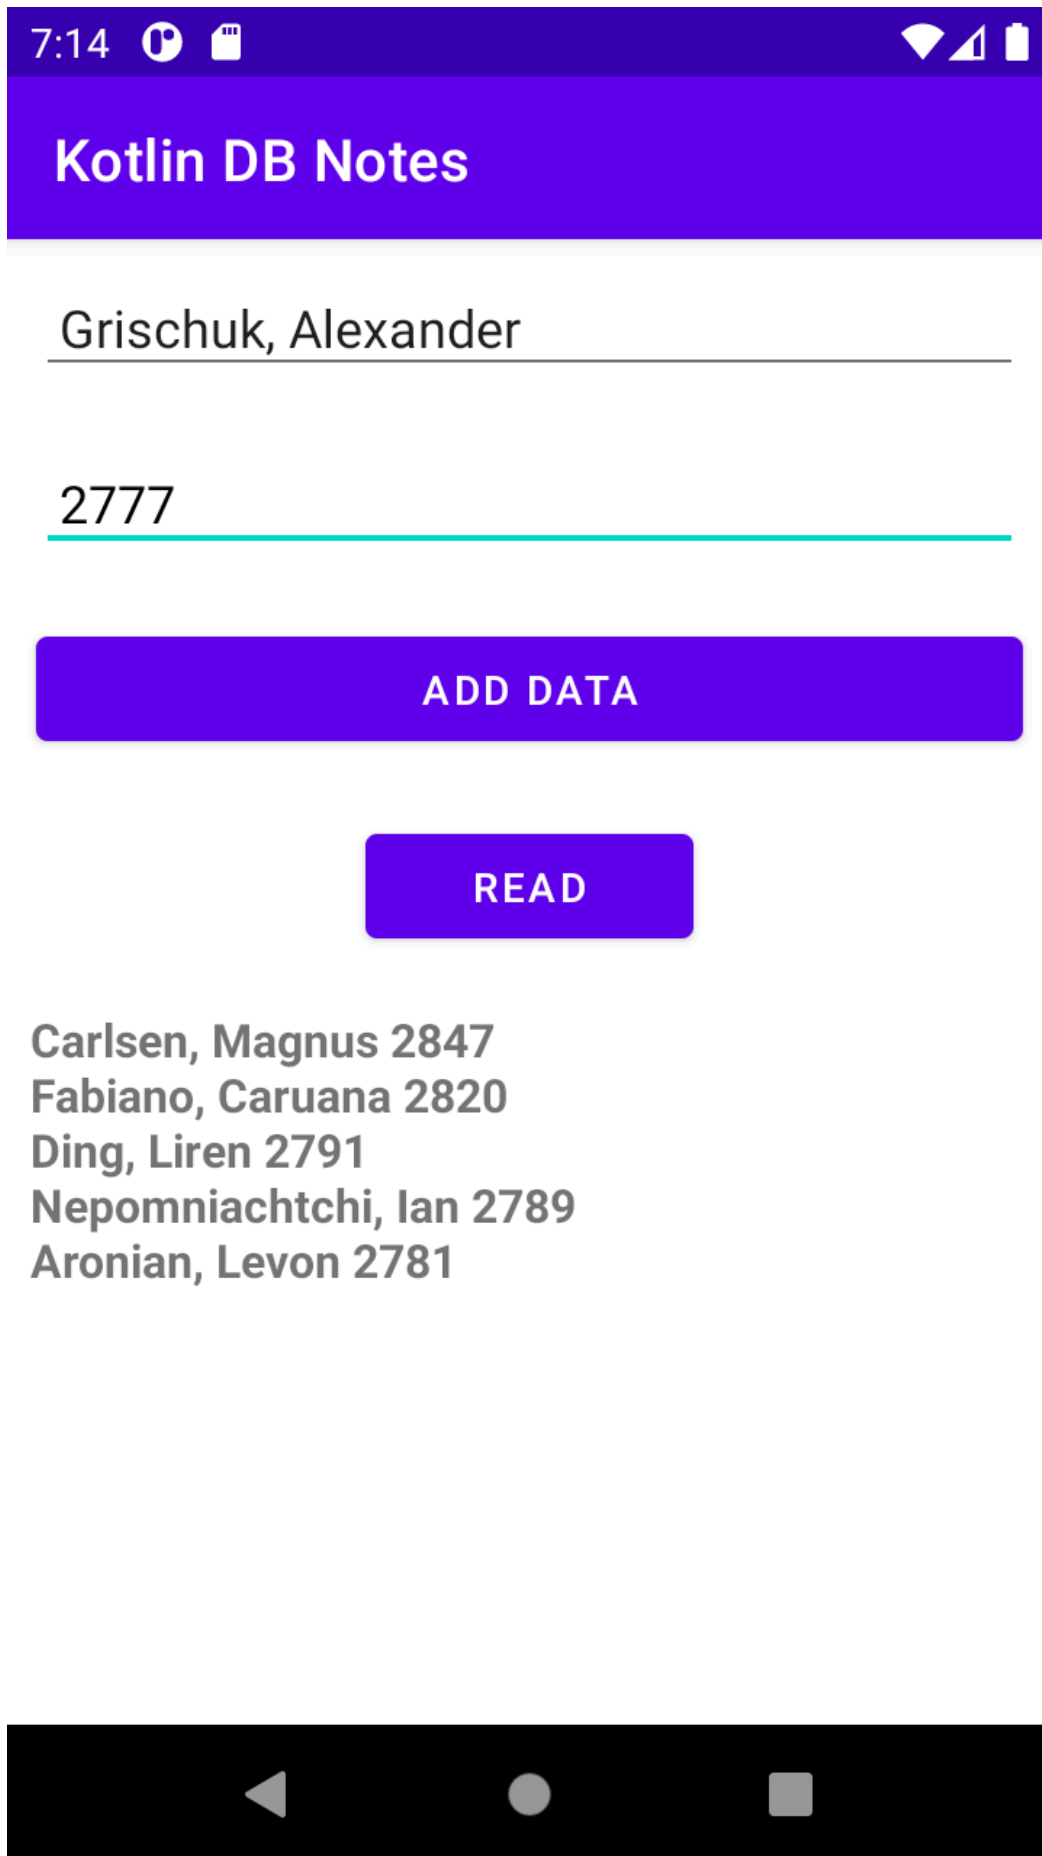 7:14
Kotlin DB Notes
Grischuk, Alexander
2777
ADD DATA
READ
Carlsen, Magnus 2847
Fabiano, Caruana 2820
Ding, Liren 2791
Nepomniachtchi, Ian 2789
Aronian, Levon 2781